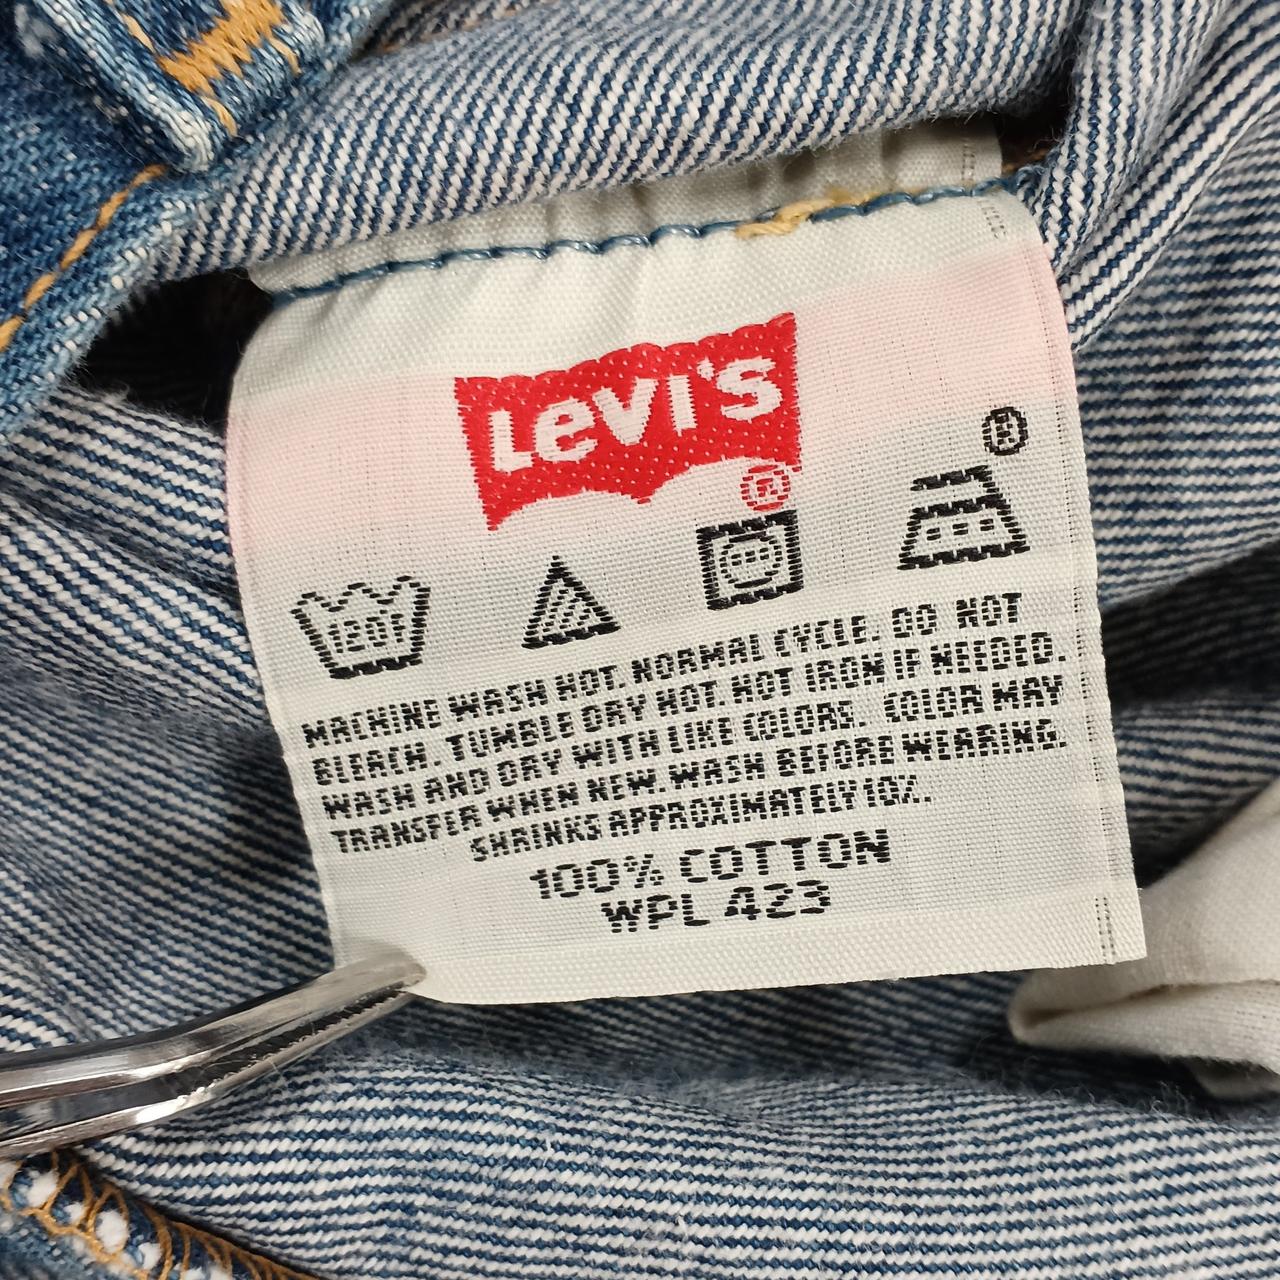 Levi's
®
®
120F
MACHINE WASH HOT. NORMAL CYCLE. DO NOT
BLEACH. TUMBLE DRY HOT. HOT IRON IF NEEDED.
WASH AND DRY WITH LIKE COLORS. COLOR MAY
TRANSFER WHEN NEW. WASH BEFORE WEARING.
SHRINKS APPROXIMATELY 10%.
100% COTTON
WPL 423